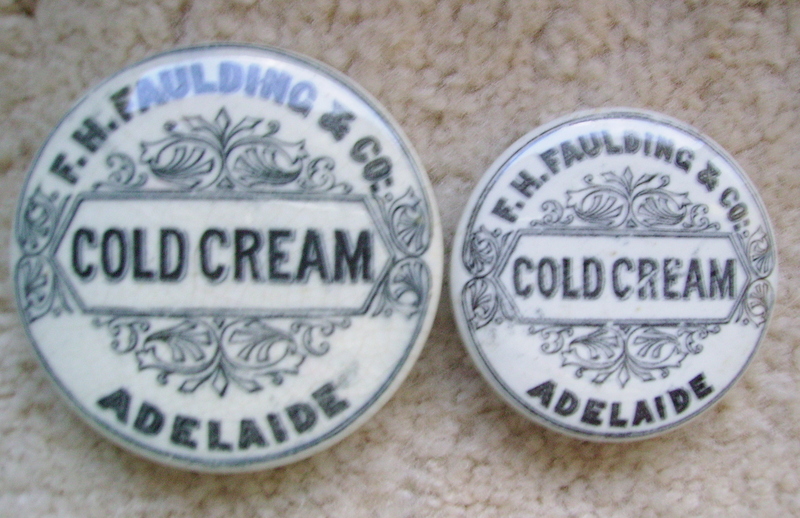 F.H. FAULDING & CO:
COLD CREAM
ADELAIDE
F.H. FAULDING & CO:
COLD CREAM
ADELAIDE